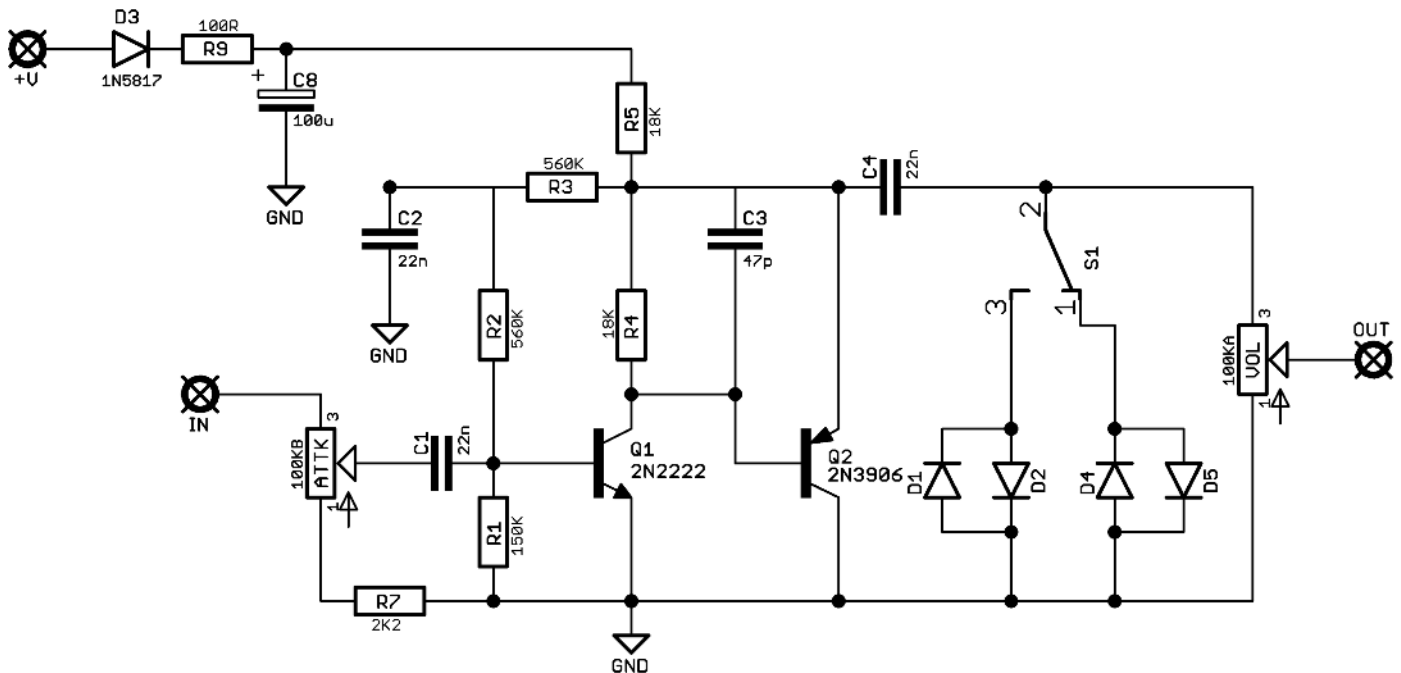 D3
1N5817
+V
100R
R9
+
C8
100u
GND
R5
18K
560K
R3
C2
22n
GND
R2
560K
18K
R4
C3
47p
C4
22n
2
S1
3
1
3
100KA
VOL
1
OUT
IN
3
100KB
ATTK
1
C1
22n
Q1
2N2222
Q2
2N3906
D1
D2
D4
D5
R1
150K
R7
2K2
GND